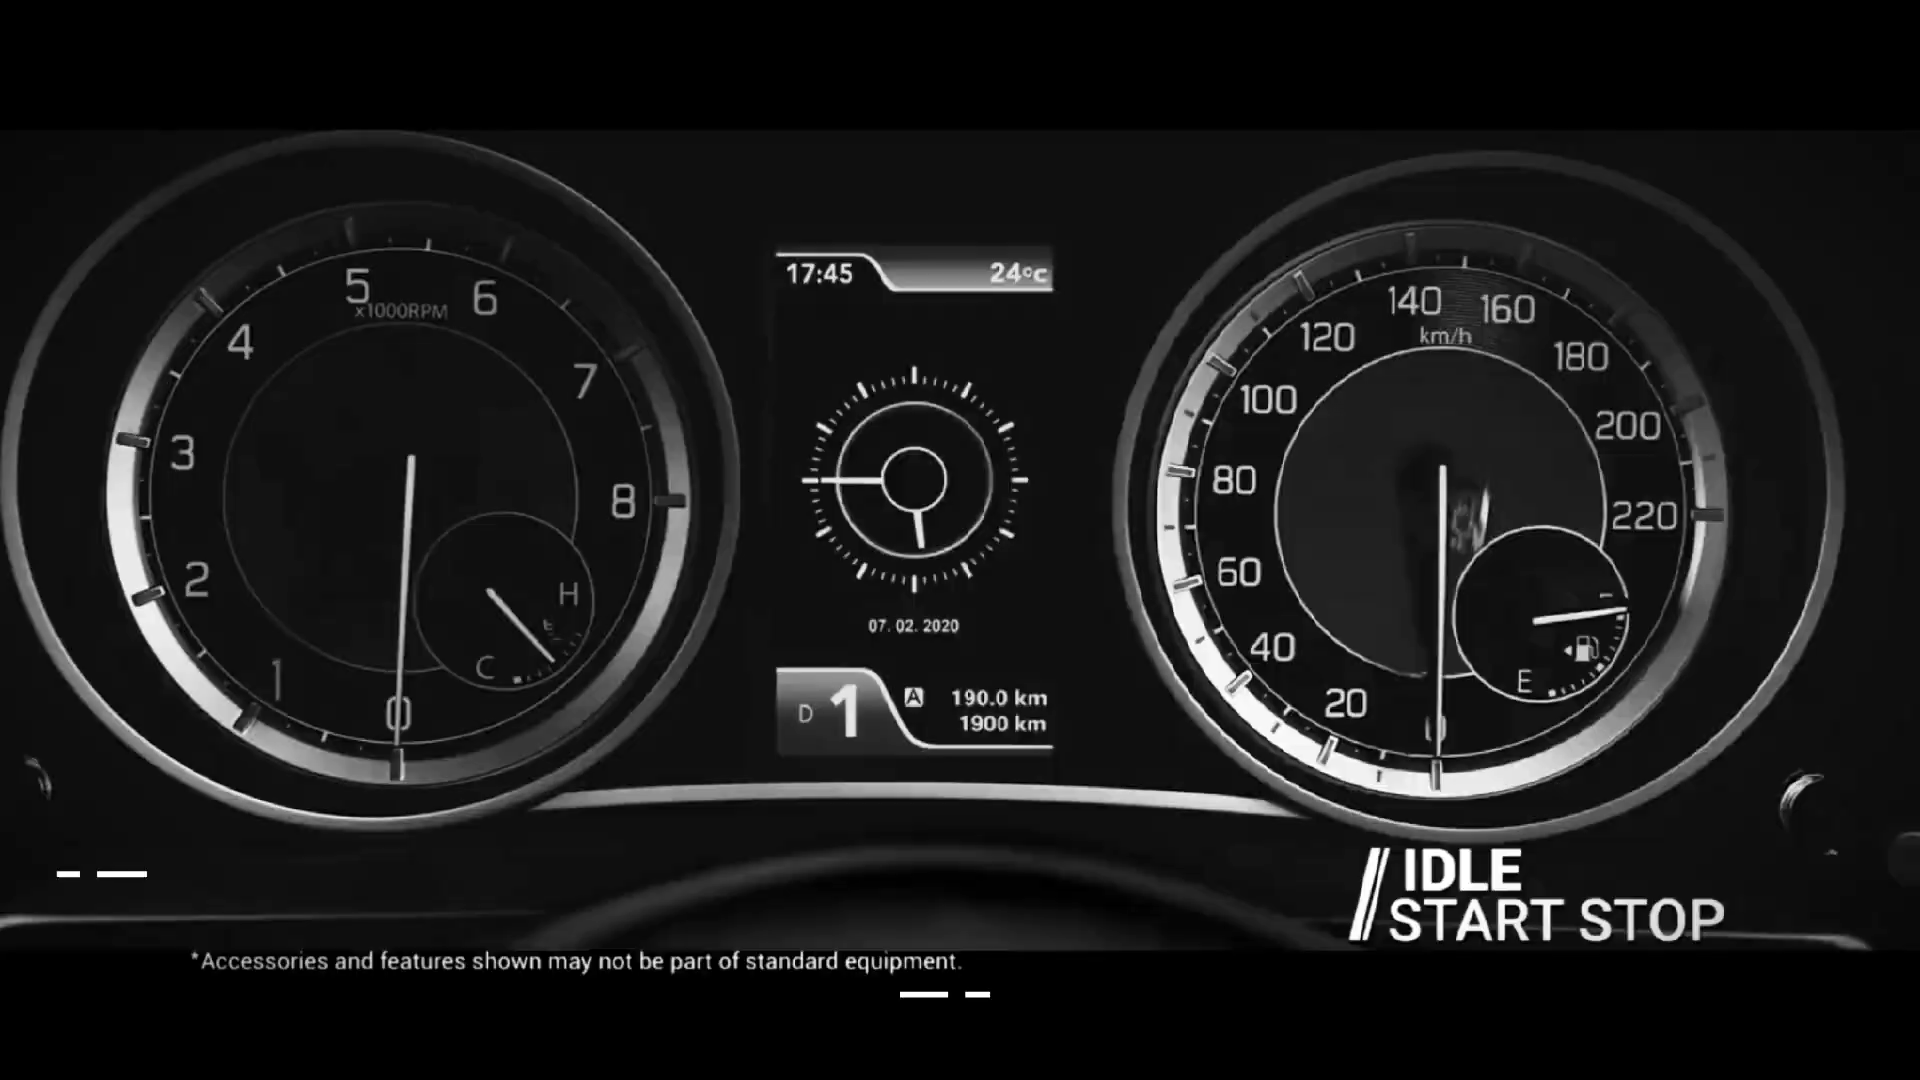 5
x1000RPM
6
4
7
3
8
2
H
C
1
0
17:45
24°C
07. 02. 2020
D 1
A 190.0 km
1900 km
140
160
km/h
120
180
100
200
80
220
60
40
E
20
0
IDLE
START STOP
*Accessories and features shown may not be part of standard equipment.